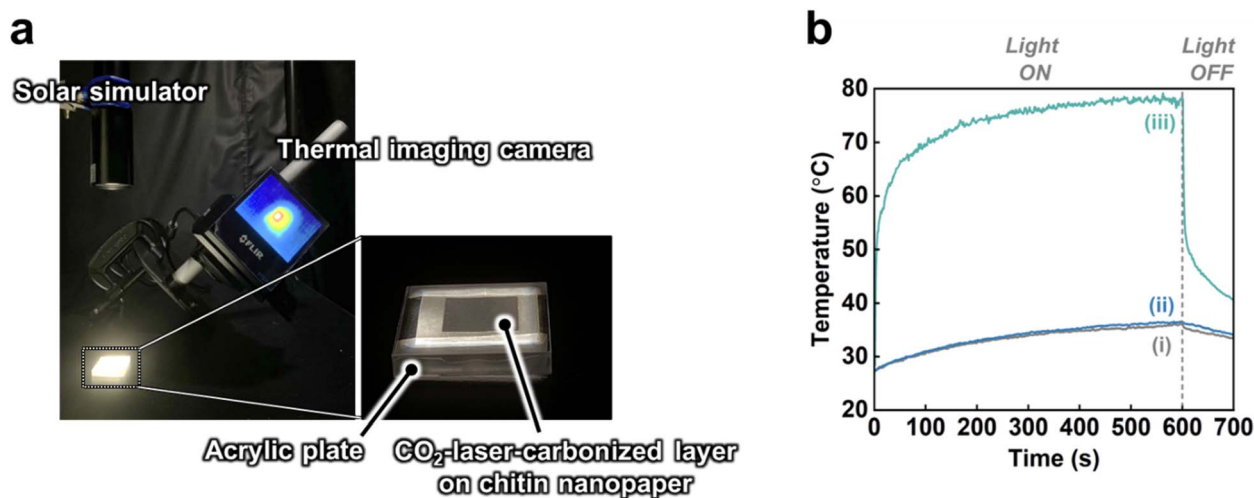 a
Solar simulator
Thermal imaging camera
FLIR
Acrylic plate
CO₂-laser-carbonized layer
on chitin nanopaper
b
Light
ON
Light
OFF
80
70
60
50
40
30
20
Temperature (°C)
(iii)
(ii)
(i)
0 100 200 300 400 500 600 700
Time (s)